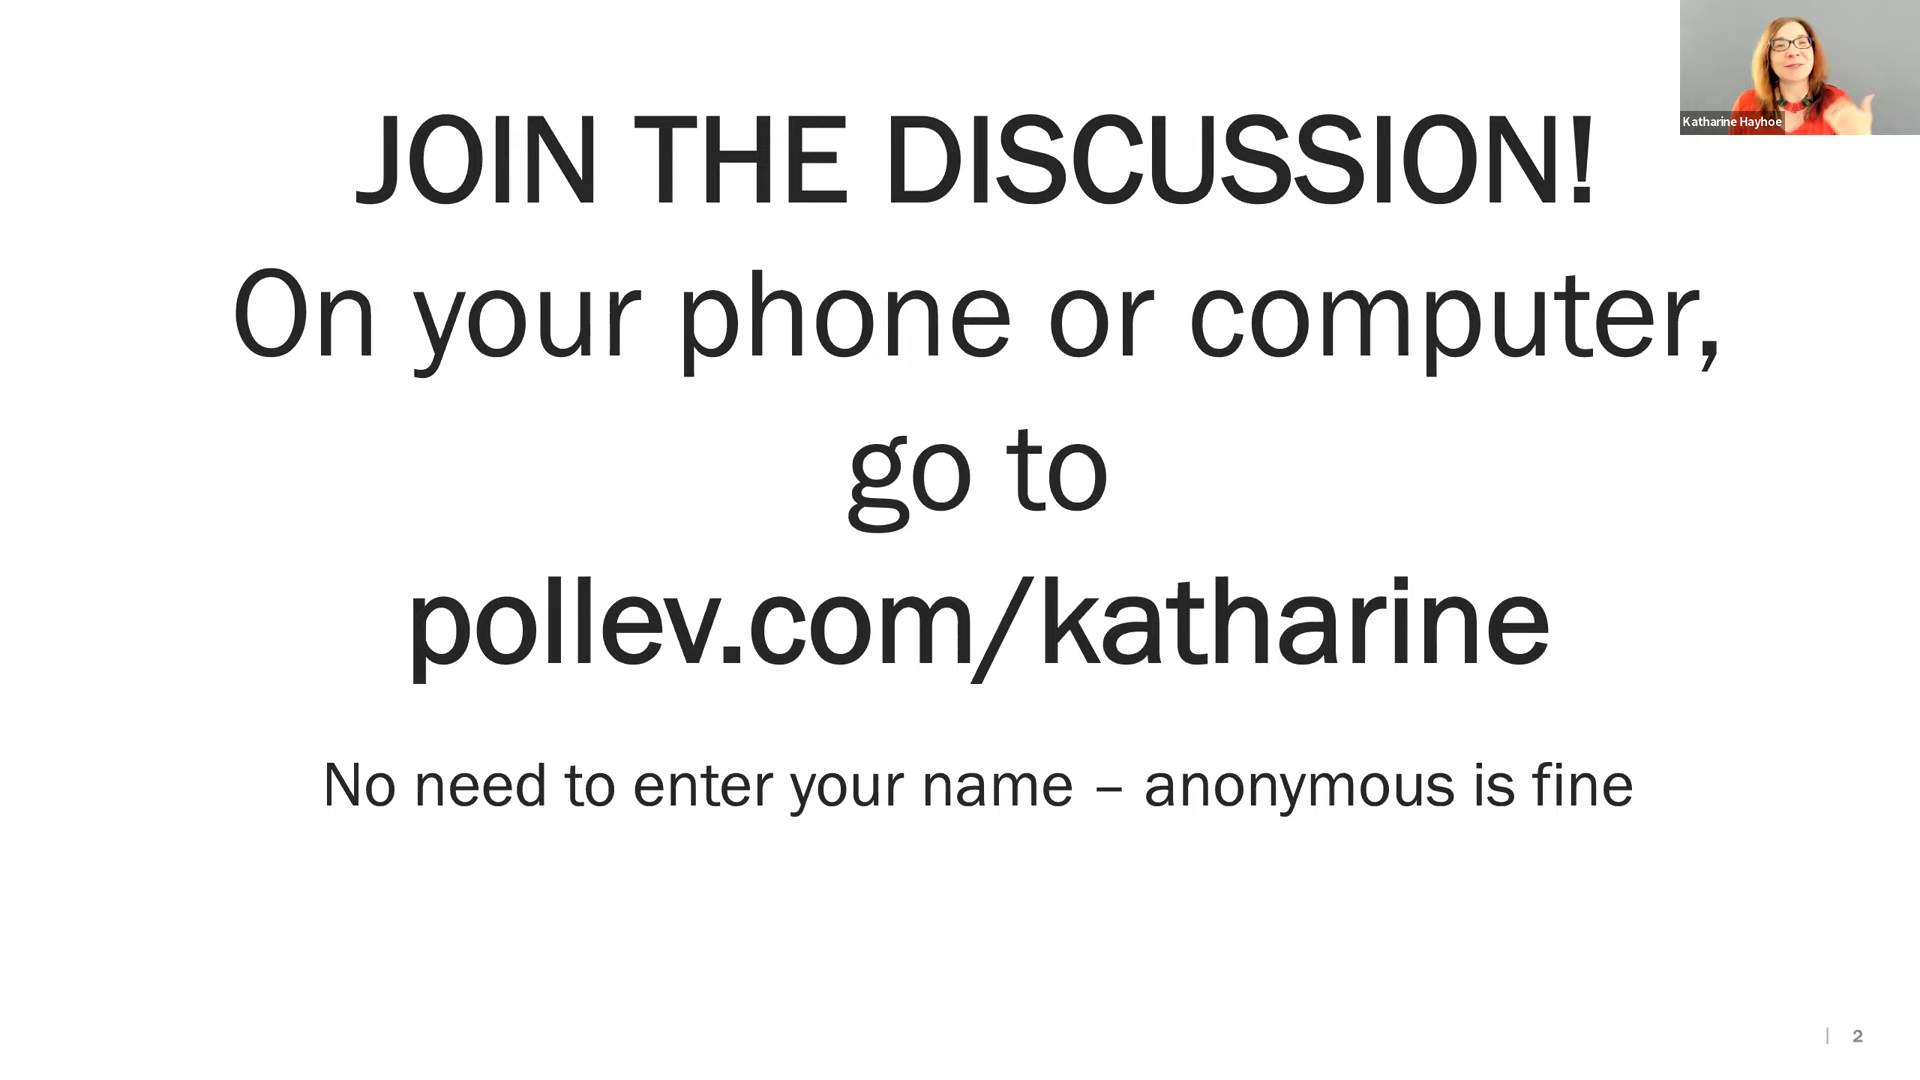 JOIN THE DISCUSSION!
On your phone or computer,
go to
pollev.com/katharine
No need to enter your name – anonymous is fine
Katharine Hayhoe
| 2